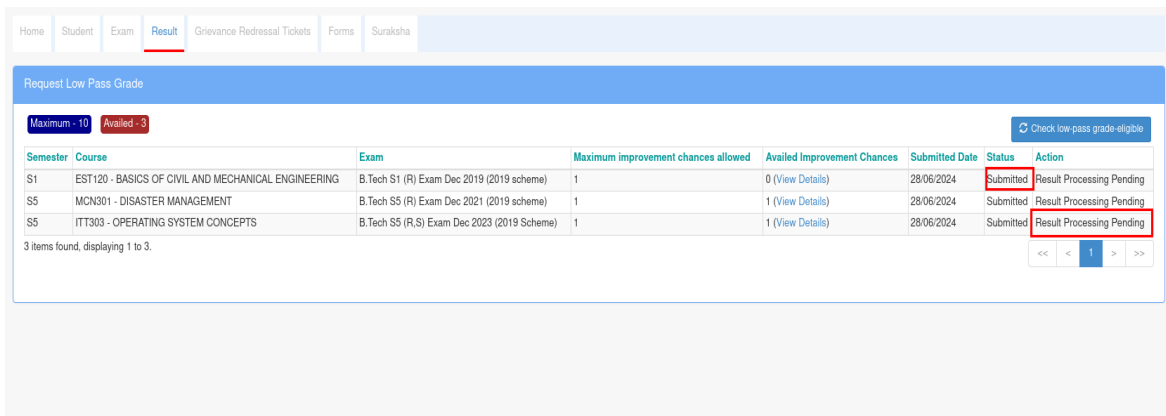 Home Student Exam Result Grievance Redressal Tickets Forms Suraksha
Request Low Pass Grade
Maximum - 10 Availed - 3
Check low-pass grade-eligible
Semester Course Exam Maximum improvement chances allowed Availed Improvement Chances Submitted Date Status Action
S1 EST120 - BASICS OF CIVIL AND MECHANICAL ENGINEERING B.Tech S1 (R) Exam Dec 2019 (2019 scheme) 1 0 (View Details) 28/06/2024 Submitted Result Processing Pending
S5 MCN301 - DISASTER MANAGEMENT B.Tech S5 (R) Exam Dec 2021 (2019 scheme) 1 1 (View Details) 28/06/2024 Submitted Result Processing Pending
S5 ITT303 - OPERATING SYSTEM CONCEPTS B.Tech S5 (R,S) Exam Dec 2023 (2019 Scheme) 1 1 (View Details) 28/06/2024 Submitted Result Processing Pending
3 items found, displaying 1 to 3.
<< < 1 > >>